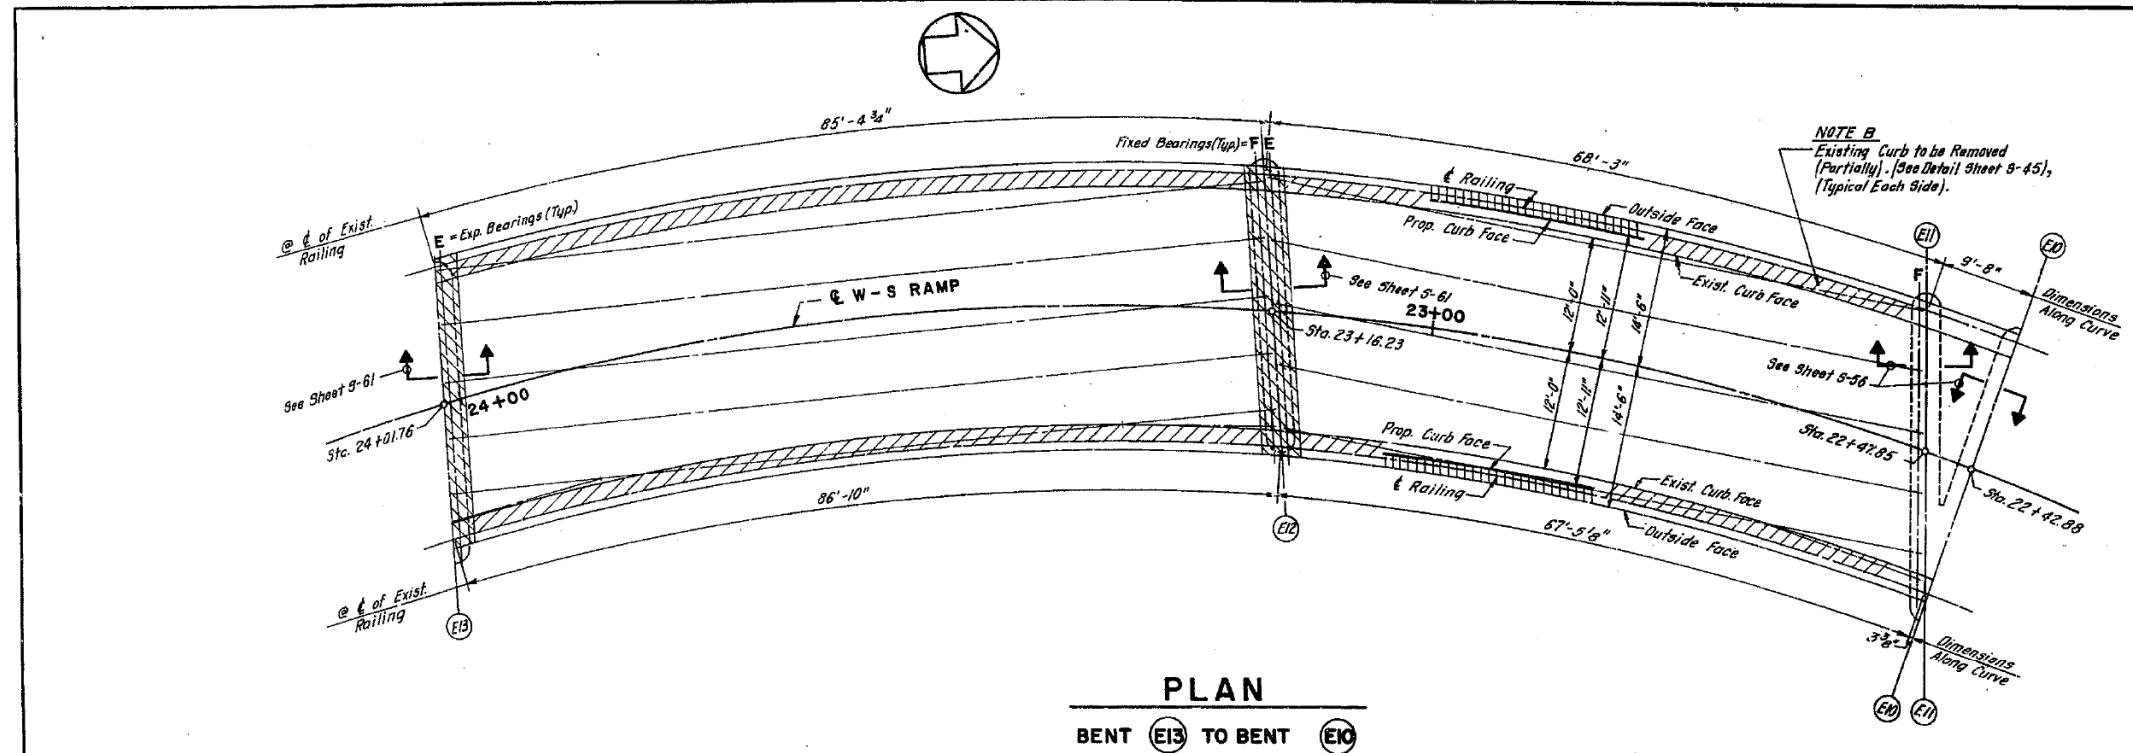 85'-4 3/4"
Fixed Bearings (Typ.) = F E
68'-3"
NOTE B
Existing Curb to be Removed
(Partially). (See Detail Sheet S-45),
(Typical Each Side).
℄ Railing
Outside Face
Prop. Curb Face
@ ℄ of Exist.
Railing
E = Exp. Bearings (Typ.)
E11
E10
9'-8"
F
Dimensions
Along Curve
Exist. Curb Face
℄ W-S RAMP
See Sheet S-61
23+00
Sta. 23+16.23
12'-0"
12'-11"
14'-6"
See Sheet S-56
See Sheet S-61
24+00
Sta. 24+01.76
12'-0"
12'-11"
14'-6"
Prop. Curb Face
℄ Railing
Sta. 22+47.85
Sta. 22+42.88
Exist. Curb Face
Outside Face
86'-10"
E12
67'-5 1/8"
@ ℄ of Exist.
Railing
E13
3 3/8"
Dimensions
Along Curve
E10
E11
PLAN
BENT E13 TO BENT E10